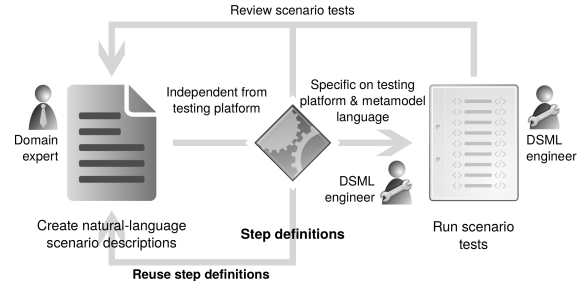 Review scenario tests
Independent from
testing platform
Specific on testing
platform & metamodel
language
Domain
expert
DSML
engineer
DSML
engineer
Create natural-language
scenario descriptions
Step definitions
Run scenario
tests
Reuse step definitions